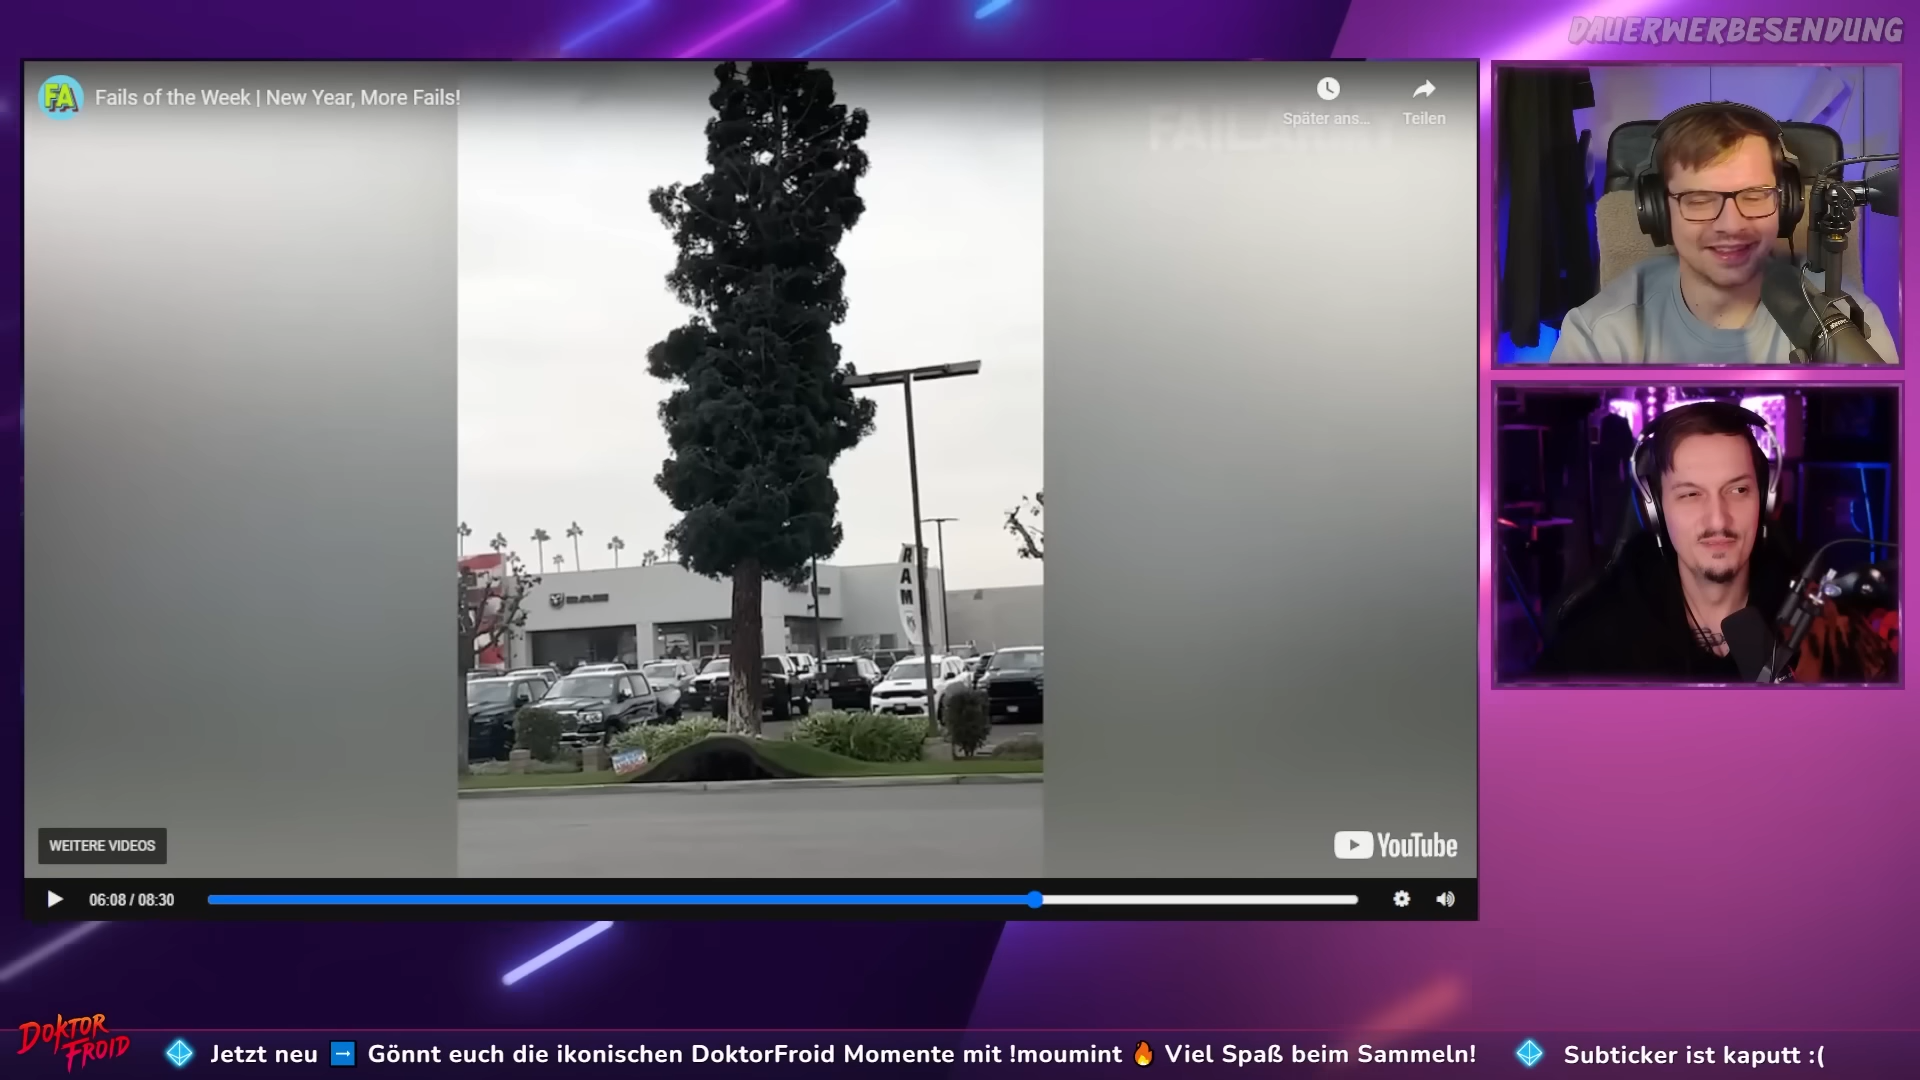 DAUERWERBESENDUNG
FA
Fails of the Week | New Year, More Fails!
Später ans...
Teilen
FAILARMY
RAM
RAM
WEITERE VIDEOS
YouTube
06:08 / 08:30
DOKTOR
FROID
Jetzt neu ➡ Gönnt euch die ikonischen DoktorFroid Momente mit !moumint 🔥 Viel Spaß beim Sammeln!
Subticker ist kaputt :(